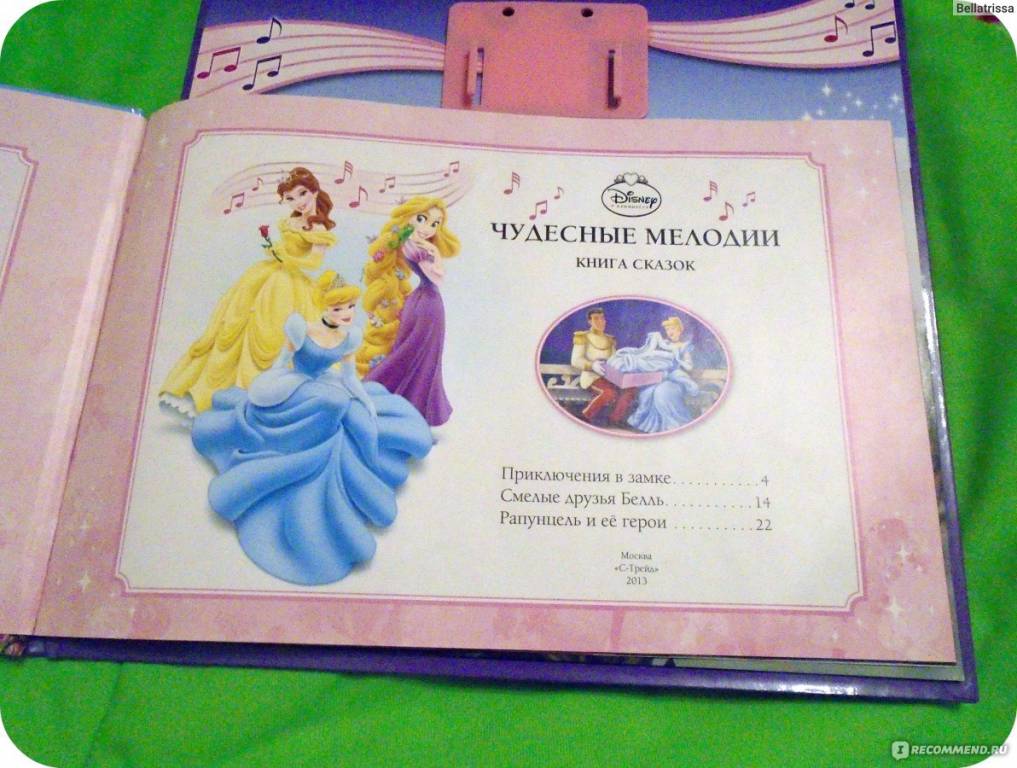 Bellatrissa
Disney
ЧУДЕСНЫЕ МЕЛОДИИ
КНИГА СКАЗОК
Приключения в замке...........4
Смелые друзья Белль.............14
Рапунцель и её герои ..........22
Москва
«С-Трейд»
2013
IRECOMMEND.RU